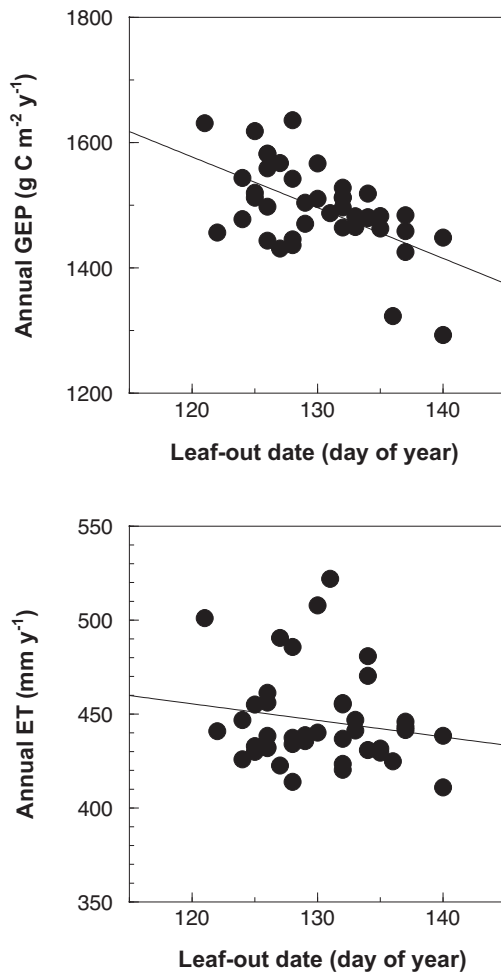 1800
1600
1400
1200
Annual GEP (g C m⁻² y⁻¹)
120 130 140
Leaf-out date (day of year)
550
500
450
400
350
Annual ET (mm y⁻¹)
120 130 140
Leaf-out date (day of year)